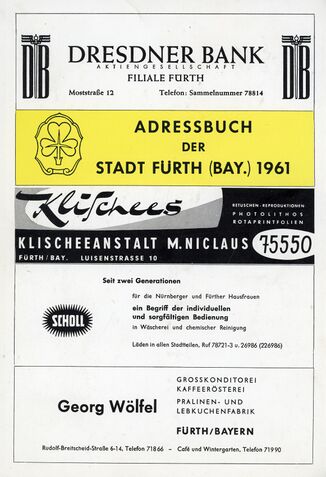 DB
DRESDNER BANK
DB
AKTIENGESELLSCHAFT
FILIALE FÜRTH
Moststraße 12 Telefon: Sammelnummer 78814
ADRESSBUCH
DER
STADT FÜRTH (BAY.) 1961
Klischees
RETUSCHEN · REPRODUKTIONEN
PHOTOLITHOS
ROTAPRINTFOLIEN
KLISCHEEANSTALT M. NICLAUS 75550
FÜRTH/BAY. LUISENSTRASSE 10
Seit zwei Generationen
für die Nürnberger und Fürther Hausfrauen
SCHOLL
ein Begriff der individuellen
und sorgfältigen Bedienung
in Wäscherei und chemischer Reinigung
Läden in allen Stadtteilen, Ruf 78721-3 u. 26986 (226986)
GROSSKONDITOREI
KAFFEERÖSTEREI
Georg Wölfel
PRALINEN- UND
LEBKUCHENFABRIK
FÜRTH/BAYERN
Rudolf-Breitscheid-Straße 6-14, Telefon 71866 – Café und Wintergarten, Telefon 71990